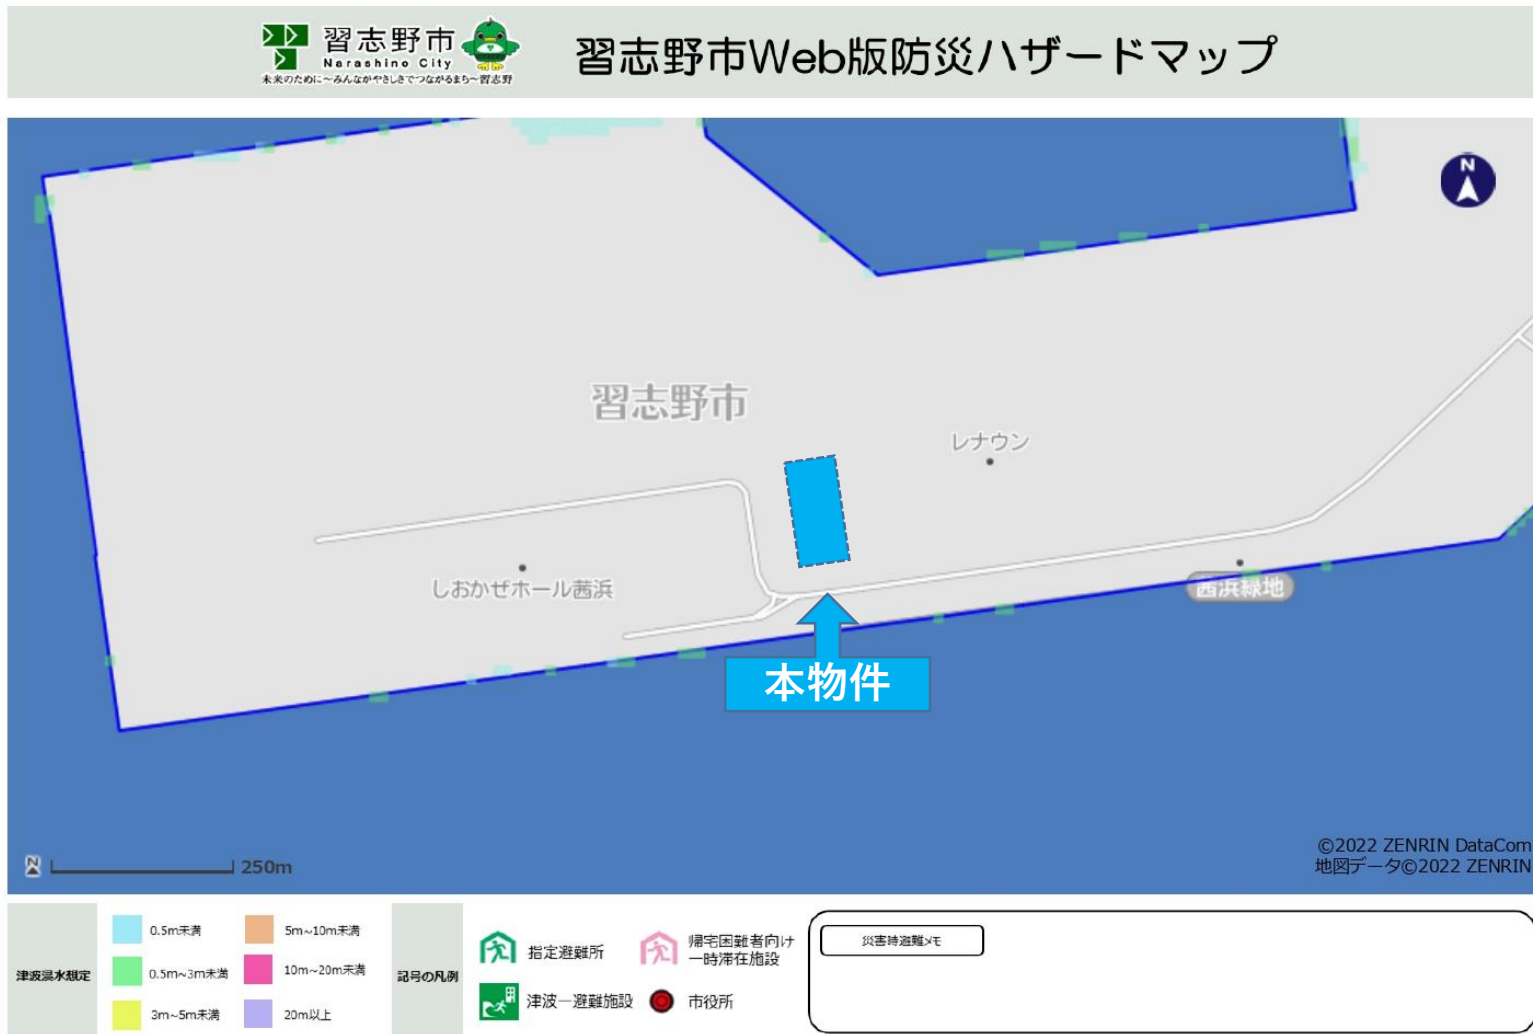 習志野市
Narashino City
未来のために～みんながやさしさでつながるまち～習志野
習志野市Web版防災ハザードマップ
N
習志野市
レナウン
しおかぜホール茜浜
茜浜緑地
本物件
N
250m
©2022 ZENRIN DataCom
地図データ©2022 ZENRIN
津波浸水想定
0.5m未満
0.5m~3m未満
3m~5m未満
5m~10m未満
10m~20m未満
20m以上
記号の凡例
指定避難所
津波一避難施設
帰宅困難者向け
一時滞在施設
市役所
災害時避難メモ